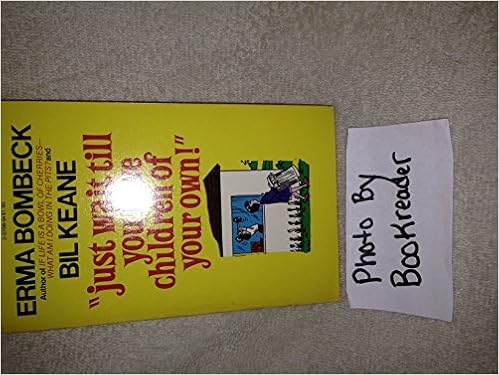 ERMA BOMBECK
Author of IF LIFE IS A BOWL OF CHERRIES—
WHAT AM I DOING IN THE PITS? and
BIL KEANE
"just wait till
you have
children of
your own!"
Photo By
Bookreader